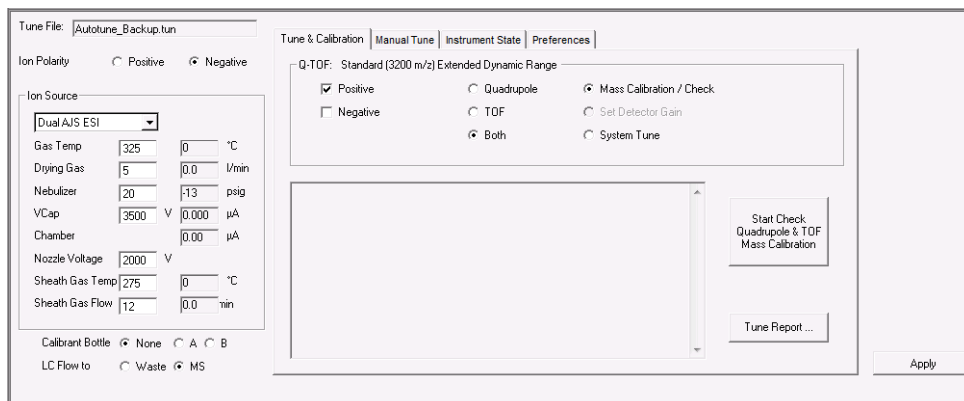 Tune File: Autotune_Backup.tun
Ion Polarity Positive Negative
Ion Source
Dual AJS ESI
Gas Temp 325 0 °C
Drying Gas 5 0.0 l/min
Nebulizer 20 -13 psig
VCap 3500 V 0.000 µA
Chamber 0.00 µA
Nozzle Voltage 2000 V
Sheath Gas Temp 275 0 °C
Sheath Gas Flow 12 0.0 min
Calibrant Bottle None A B
LC Flow to Waste MS
Tune & Calibration Manual Tune Instrument State Preferences
Q-TOF: Standard (3200 m/z) Extended Dynamic Range
Positive Quadrupole Mass Calibration / Check
Negative TOF Set Detector Gain
Both System Tune
Start Check
Quadrupole & TOF
Mass Calibration
Tune Report ...
Apply